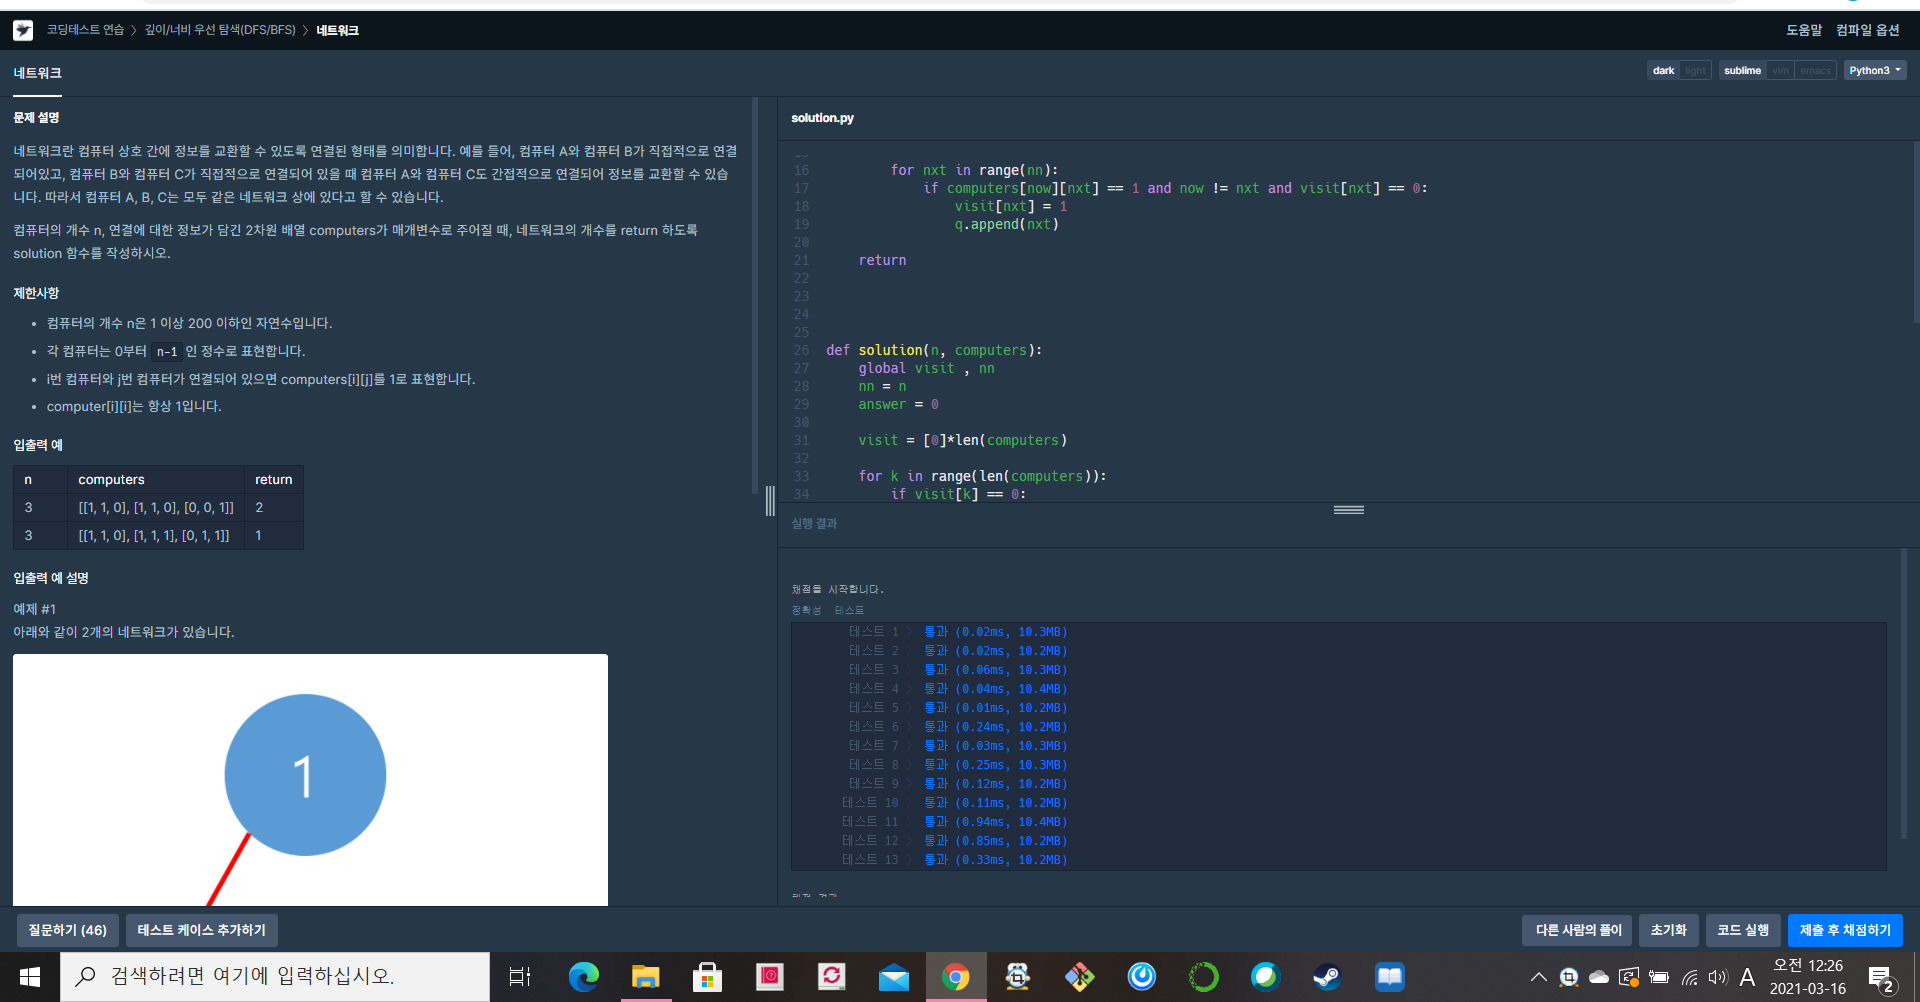 코딩테스트 연습 > 깊이/너비 우선 탐색(DFS/BFS) > 네트워크
도움말 컴파일 옵션
네트워크
dark light sublime vim emacs Python3
문제 설명
네트워크란 컴퓨터 상호 간에 정보를 교환할 수 있도록 연결된 형태를 의미합니다. 예를 들어, 컴퓨터 A와 컴퓨터 B가 직접적으로 연결
되어있고, 컴퓨터 B와 컴퓨터 C가 직접적으로 연결되어 있을 때 컴퓨터 A와 컴퓨터 C도 간접적으로 연결되어 정보를 교환할 수 있습
니다. 따라서 컴퓨터 A, B, C는 모두 같은 네트워크 상에 있다고 할 수 있습니다.
컴퓨터의 개수 n, 연결에 대한 정보가 담긴 2차원 배열 computers가 매개변수로 주어질 때, 네트워크의 개수를 return 하도록
solution 함수를 작성하시오.
제한사항
• 컴퓨터의 개수 n은 1 이상 200 이하인 자연수입니다.
• 각 컴퓨터는 0부터 n-1 인 정수로 표현합니다.
• i번 컴퓨터와 j번 컴퓨터가 연결되어 있으면 computers[i][j]를 1로 표현합니다.
• computer[i][i]는 항상 1입니다.
입출력 예
n computers return
3 [[1, 1, 0], [1, 1, 0], [0, 0, 1]] 2
3 [[1, 1, 0], [1, 1, 1], [0, 1, 1]] 1
입출력 예 설명
예제 #1
아래와 같이 2개의 네트워크가 있습니다.
1
solution.py
16 for nxt in range(nn):
17 if computers[now][nxt] == 1 and now != nxt and visit[nxt] == 0:
18 visit[nxt] = 1
19 q.append(nxt)
20
21 return
22
23
24
25
26 def solution(n, computers):
27 global visit , nn
28 nn = n
29 answer = 0
30
31 visit = [0]*len(computers)
32
33 for k in range(len(computers)):
34 if visit[k] == 0:
실행 결과
채점을 시작합니다.
정확성 테스트
테스트 1 > 통과 (0.02ms, 10.3MB)
테스트 2 > 통과 (0.02ms, 10.2MB)
테스트 3 > 통과 (0.06ms, 10.3MB)
테스트 4 > 통과 (0.04ms, 10.4MB)
테스트 5 > 통과 (0.01ms, 10.2MB)
테스트 6 > 통과 (0.24ms, 10.2MB)
테스트 7 > 통과 (0.03ms, 10.3MB)
테스트 8 > 통과 (0.25ms, 10.3MB)
테스트 9 > 통과 (0.12ms, 10.2MB)
테스트 10 > 통과 (0.11ms, 10.2MB)
테스트 11 > 통과 (0.94ms, 10.4MB)
테스트 12 > 통과 (0.85ms, 10.2MB)
테스트 13 > 통과 (0.33ms, 10.2MB)
질문하기 (46) 테스트 케이스 추가하기
다른 사람의 풀이 초기화 코드 실행 제출 후 채점하기
검색하려면 여기에 입력하십시오.
A
오전 12:26
2021-03-16
2